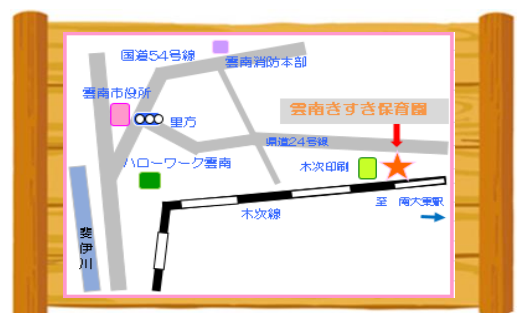 国道54号線
雲南消防本部
雲南市役所
里方
雲南きすき保育園
県道24号線
ハローワーク雲南
木次印刷
木次線
至 南大東駅
斐伊川